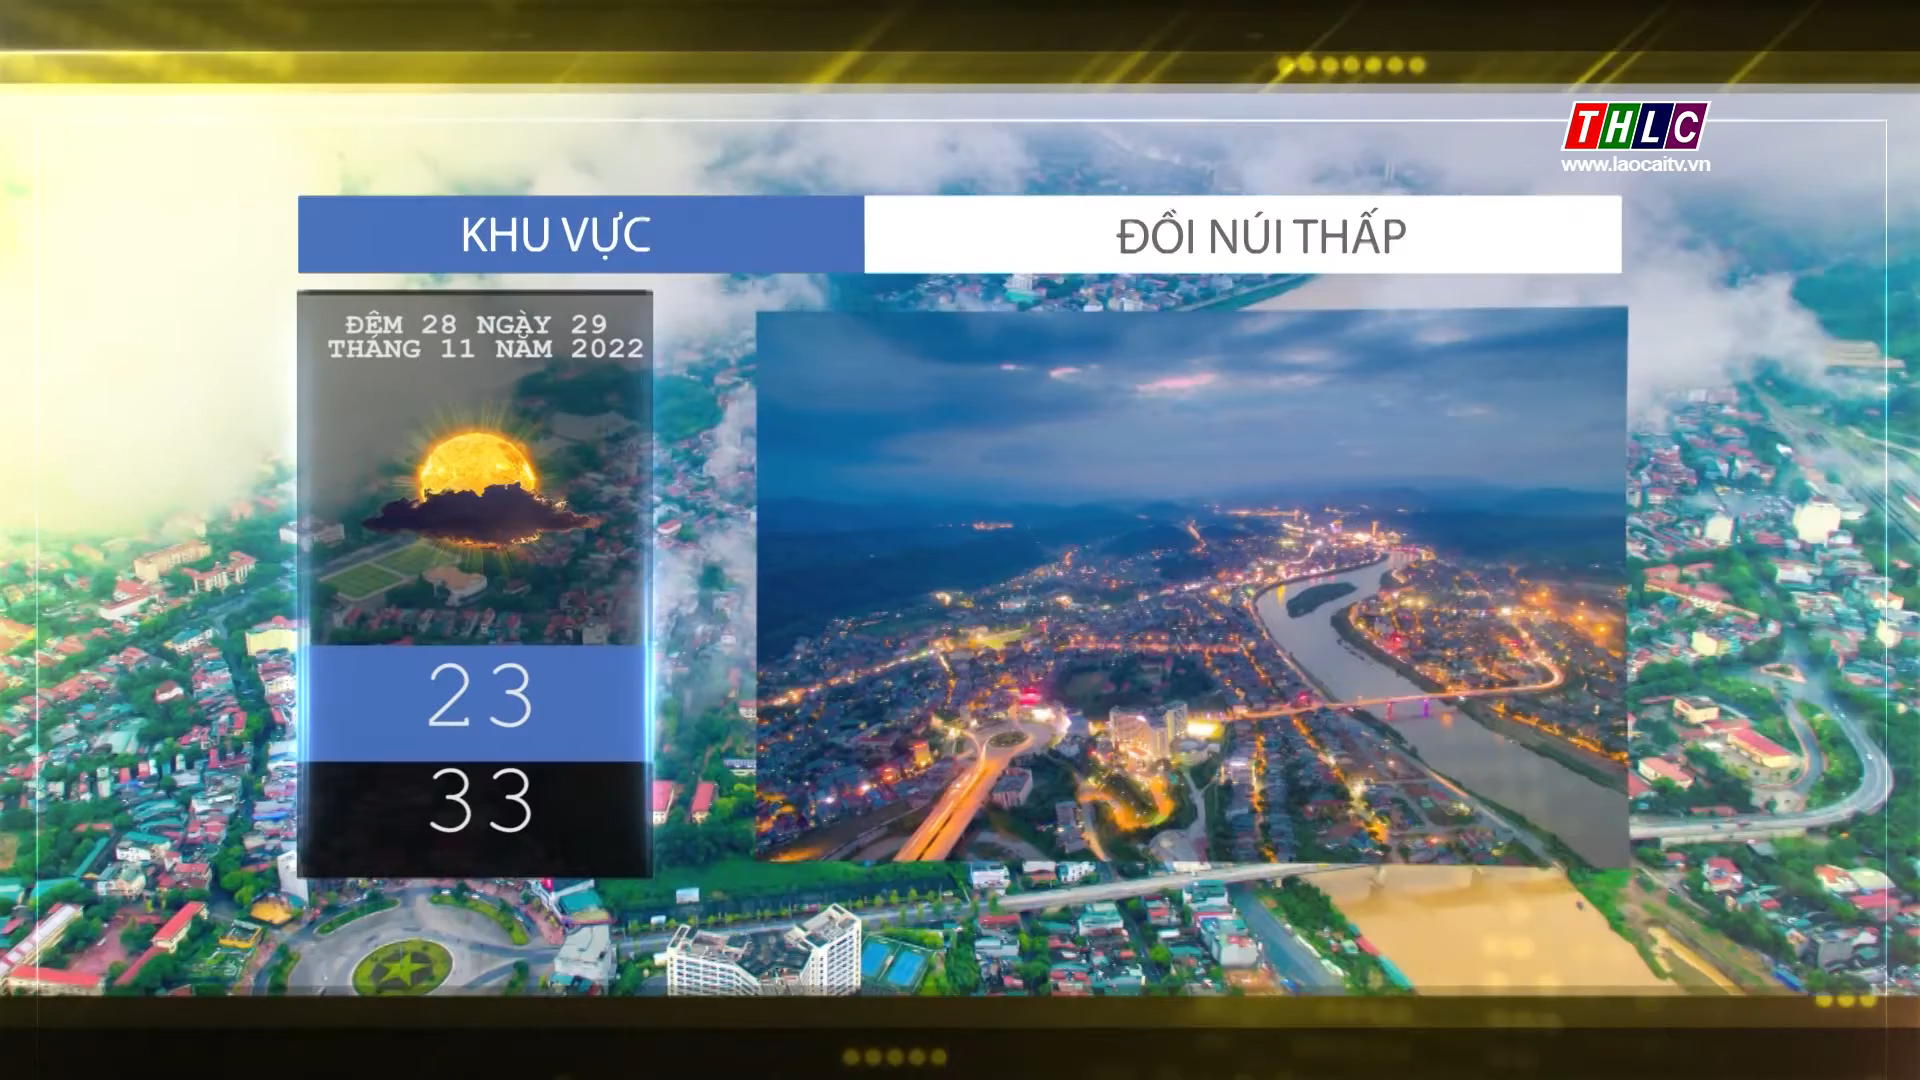 THLC
www.laocaitv.vn
KHU VỰC
ĐỒI NÚI THẤP
ĐÊM 28 NGÀY 29
THÁNG 11 NĂM 2022
23
33